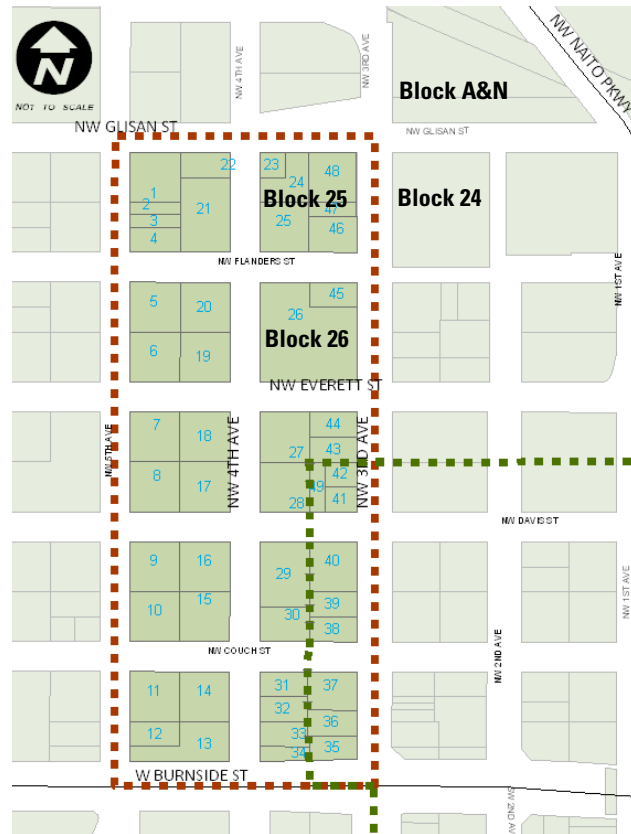 N
NOT TO SCALE
NW 4TH AVE
NW 3RD AVE
NW NAITO PKWY
Block A&N
NW GLISAN ST
NW GLISAN ST
1
2
3
4
22
21
23
24
48
Block 25
47
25
46
Block 24
NW FLANDERS ST
NW 1ST AVE
5
20
45
26
6
19
Block 26
NW EVERETT ST
NW 5TH AVE
7
18
NW 4TH AVE
44
27
43
NW 3RD AVE
8
17
28
49
42
41
NW DAVIS ST
9
16
29
40
10
15
30
39
38
NW 1ST AVE
NW COUCH ST
NW 2ND AVE
11
14
31
37
32
36
12
13
33
34
35
W BURNSIDE ST
SW 2ND AV